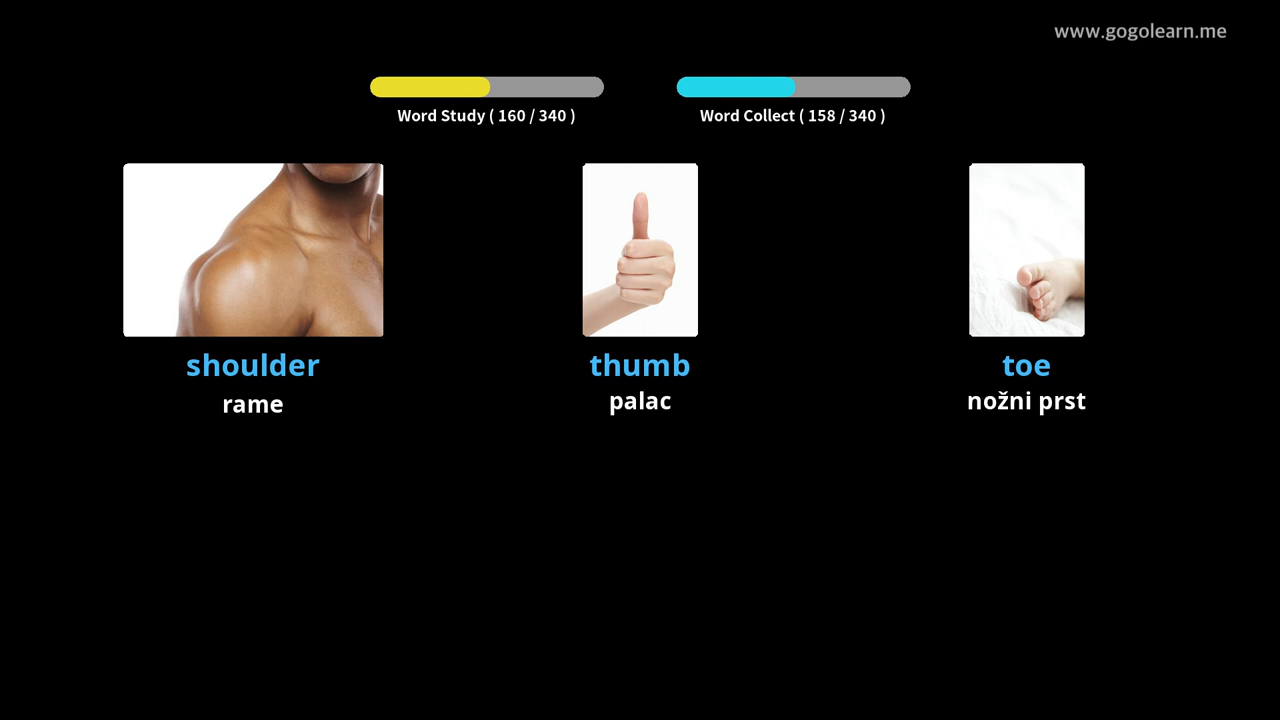 www.gogolearn.me
Word Study ( 160 / 340 )
Word Collect ( 158 / 340 )
shoulder
thumb
toe
rame
palac
nožni prst